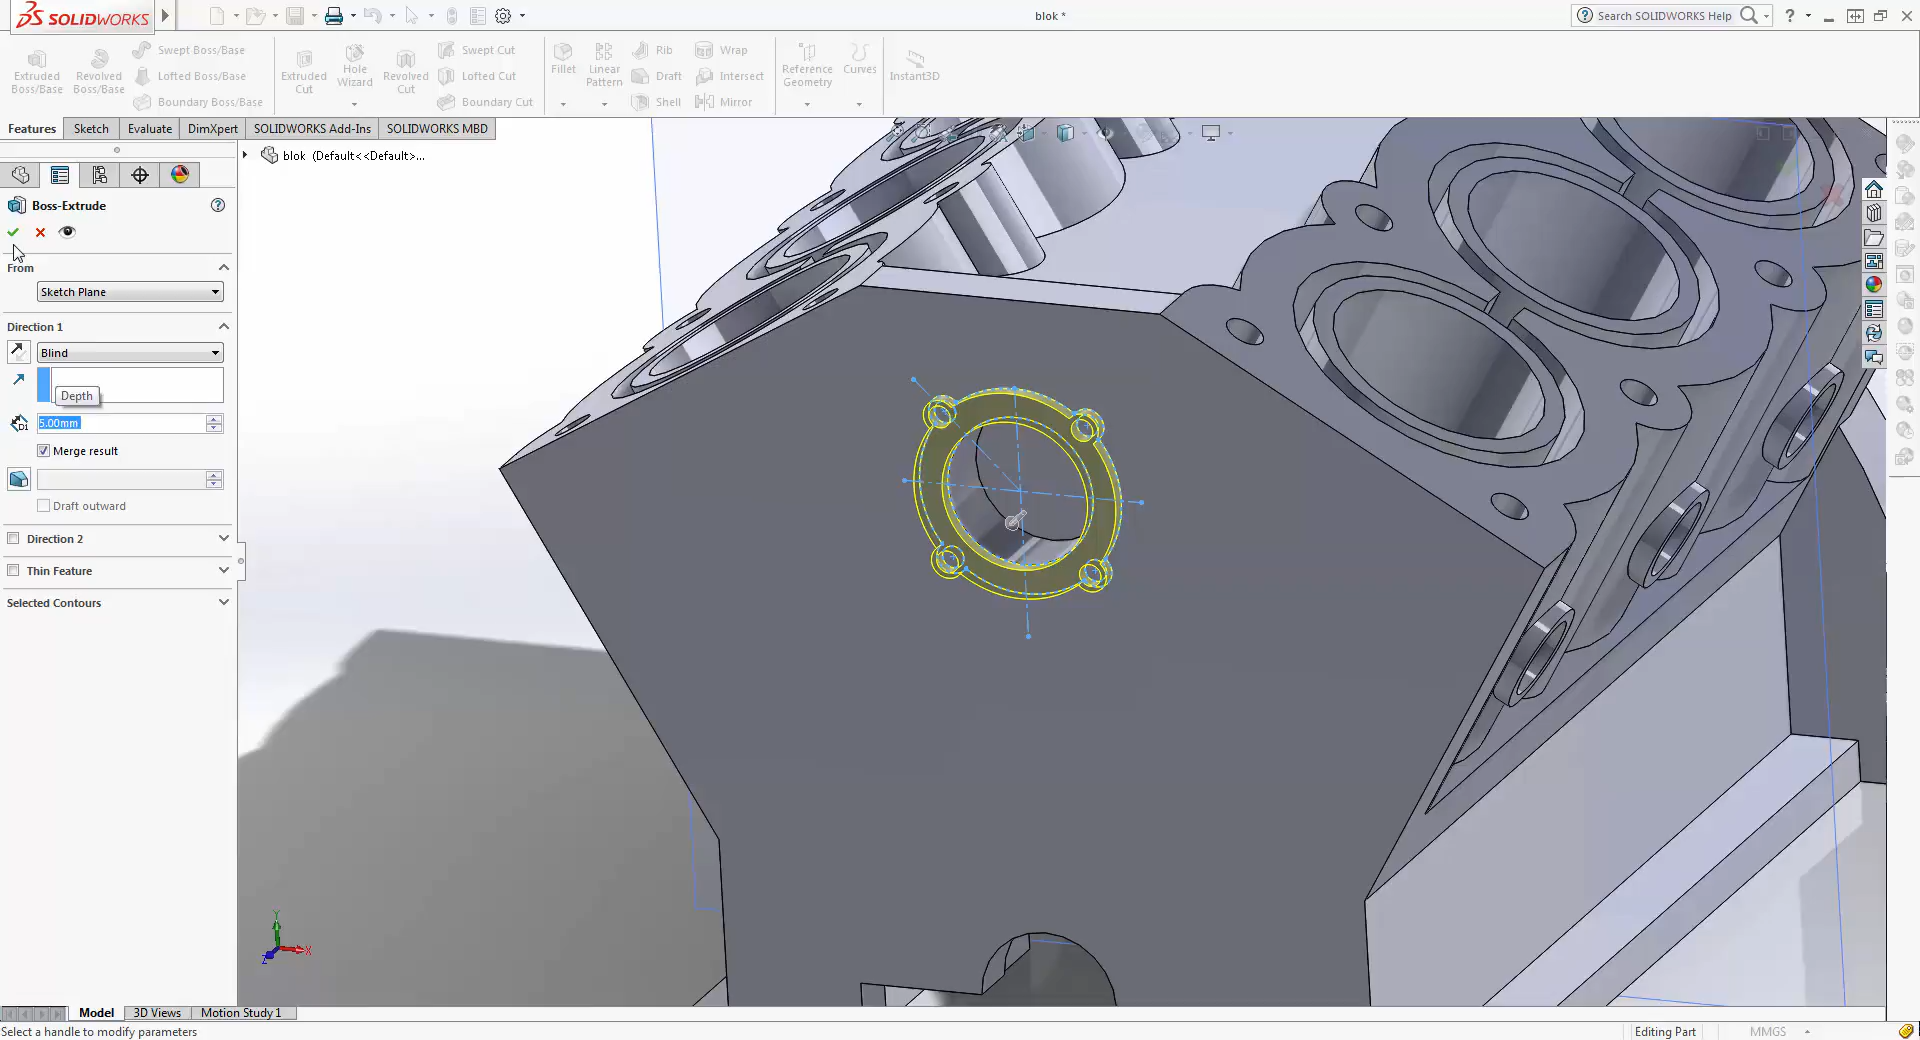 SOLIDWORKS
blok *
Search SOLIDWORKS Help
?
Extruded Boss/Base
Revolved Boss/Base
Swept Boss/Base
Lofted Boss/Base
Boundary Boss/Base
Extruded Cut
Hole Wizard
Revolved Cut
Swept Cut
Lofted Cut
Boundary Cut
Fillet
Linear Pattern
Rib
Draft
Shell
Wrap
Intersect
Mirror
Reference Geometry
Curves
Instant3D
Features
Sketch
Evaluate
DimXpert
SOLIDWORKS Add-Ins
SOLIDWORKS MBD
blok (Default<<Default>...
Boss-Extrude
?
From
Sketch Plane
Direction 1
Blind
Depth
D1
5.00mm
Merge result
Draft outward
Direction 2
Thin Feature
Selected Contours
Y
X
Z
Model
3D Views
Motion Study 1
Select a handle to modify parameters
Editing Part
MMGS